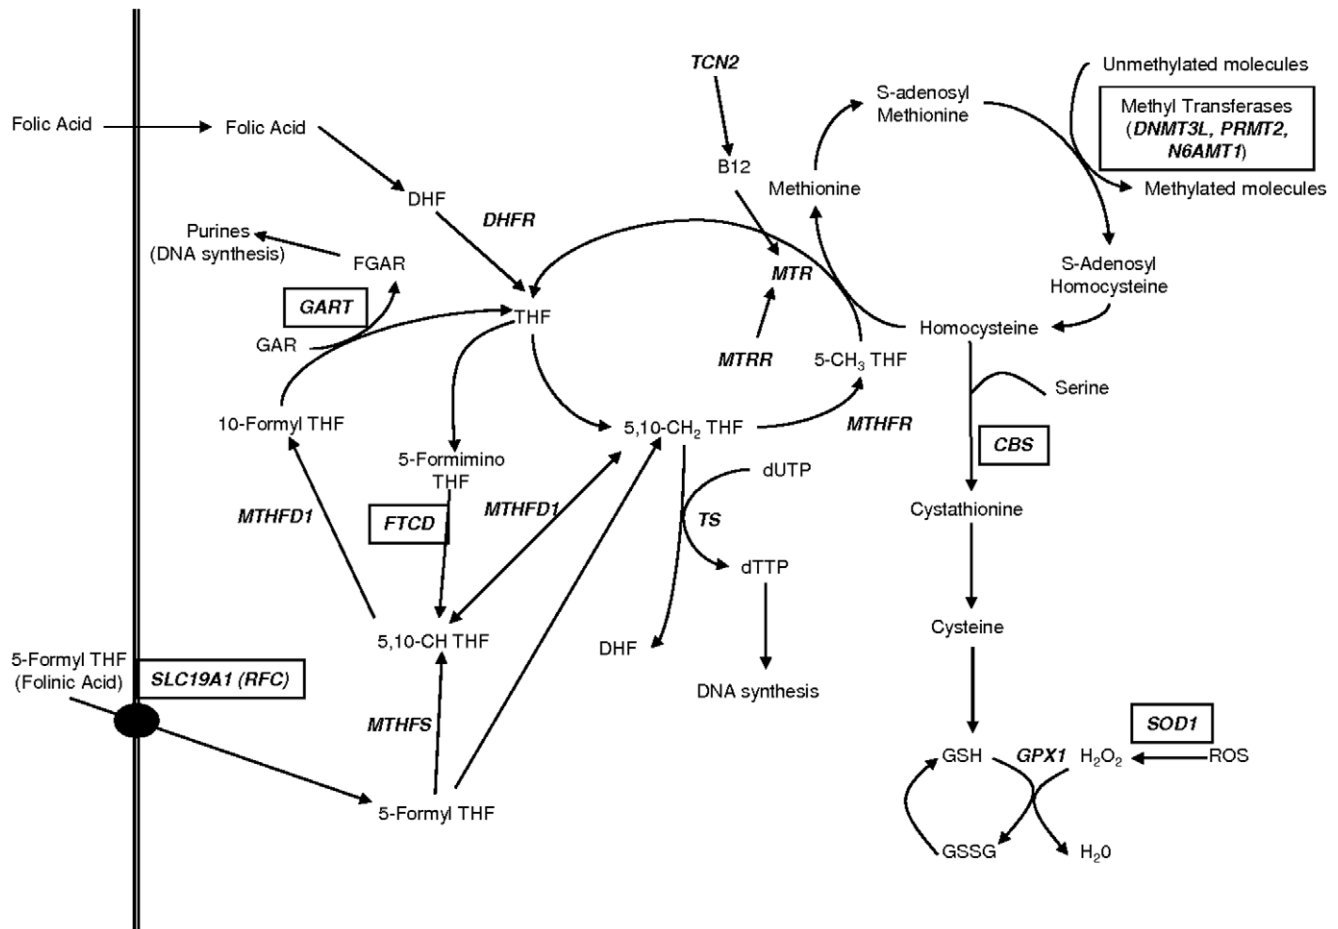 TCN2
Unmethylated molecules
S-adenosyl
Methionine
Methyl Transferases
(DNMT3L, PRMT2,
N6AMT1)
Folic Acid
Folic Acid
B12
Methionine
Methylated molecules
DHF
DHFR
Purines
(DNA synthesis)
FGAR
MTR
S-Adenosyl
Homocysteine
GART
THF
Homocysteine
GAR
MTRR
5-CH₃ THF
Serine
10-Formyl THF
5,10-CH₂ THF
MTHFR
CBS
5-Formimino
THF
dUTP
MTHFD1
FTCD
MTHFD1
TS
Cystathionine
dTTP
5,10-CH THF
DHF
Cysteine
5-Formyl THF
(Folinic Acid)
SLC19A1 (RFC)
DNA synthesis
MTHFS
SOD1
GSH
GPX1
H₂O₂
ROS
5-Formyl THF
GSSG
H₂0